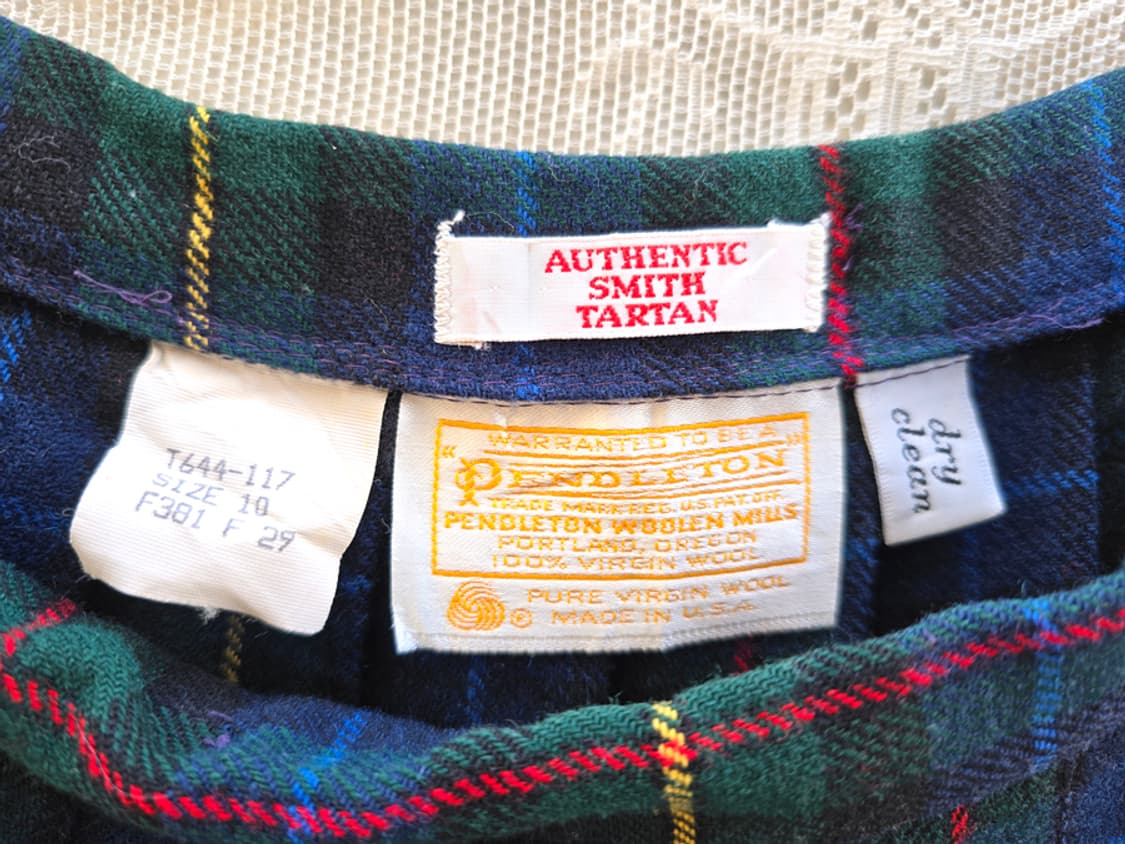 AUTHENTIC
SMITH
TARTAN
T644-117
SIZE 10
F381 F 29
"WARRANTED TO BE A"
PENDLETON
TRADE MARK REG. U.S. PAT. OFF.
PENDLETON WOOLEN MILLS
PORTLAND, OREGON
100% VIRGIN WOOL
PURE VIRGIN WOOL
© MADE IN U.S.A.
dry
clean